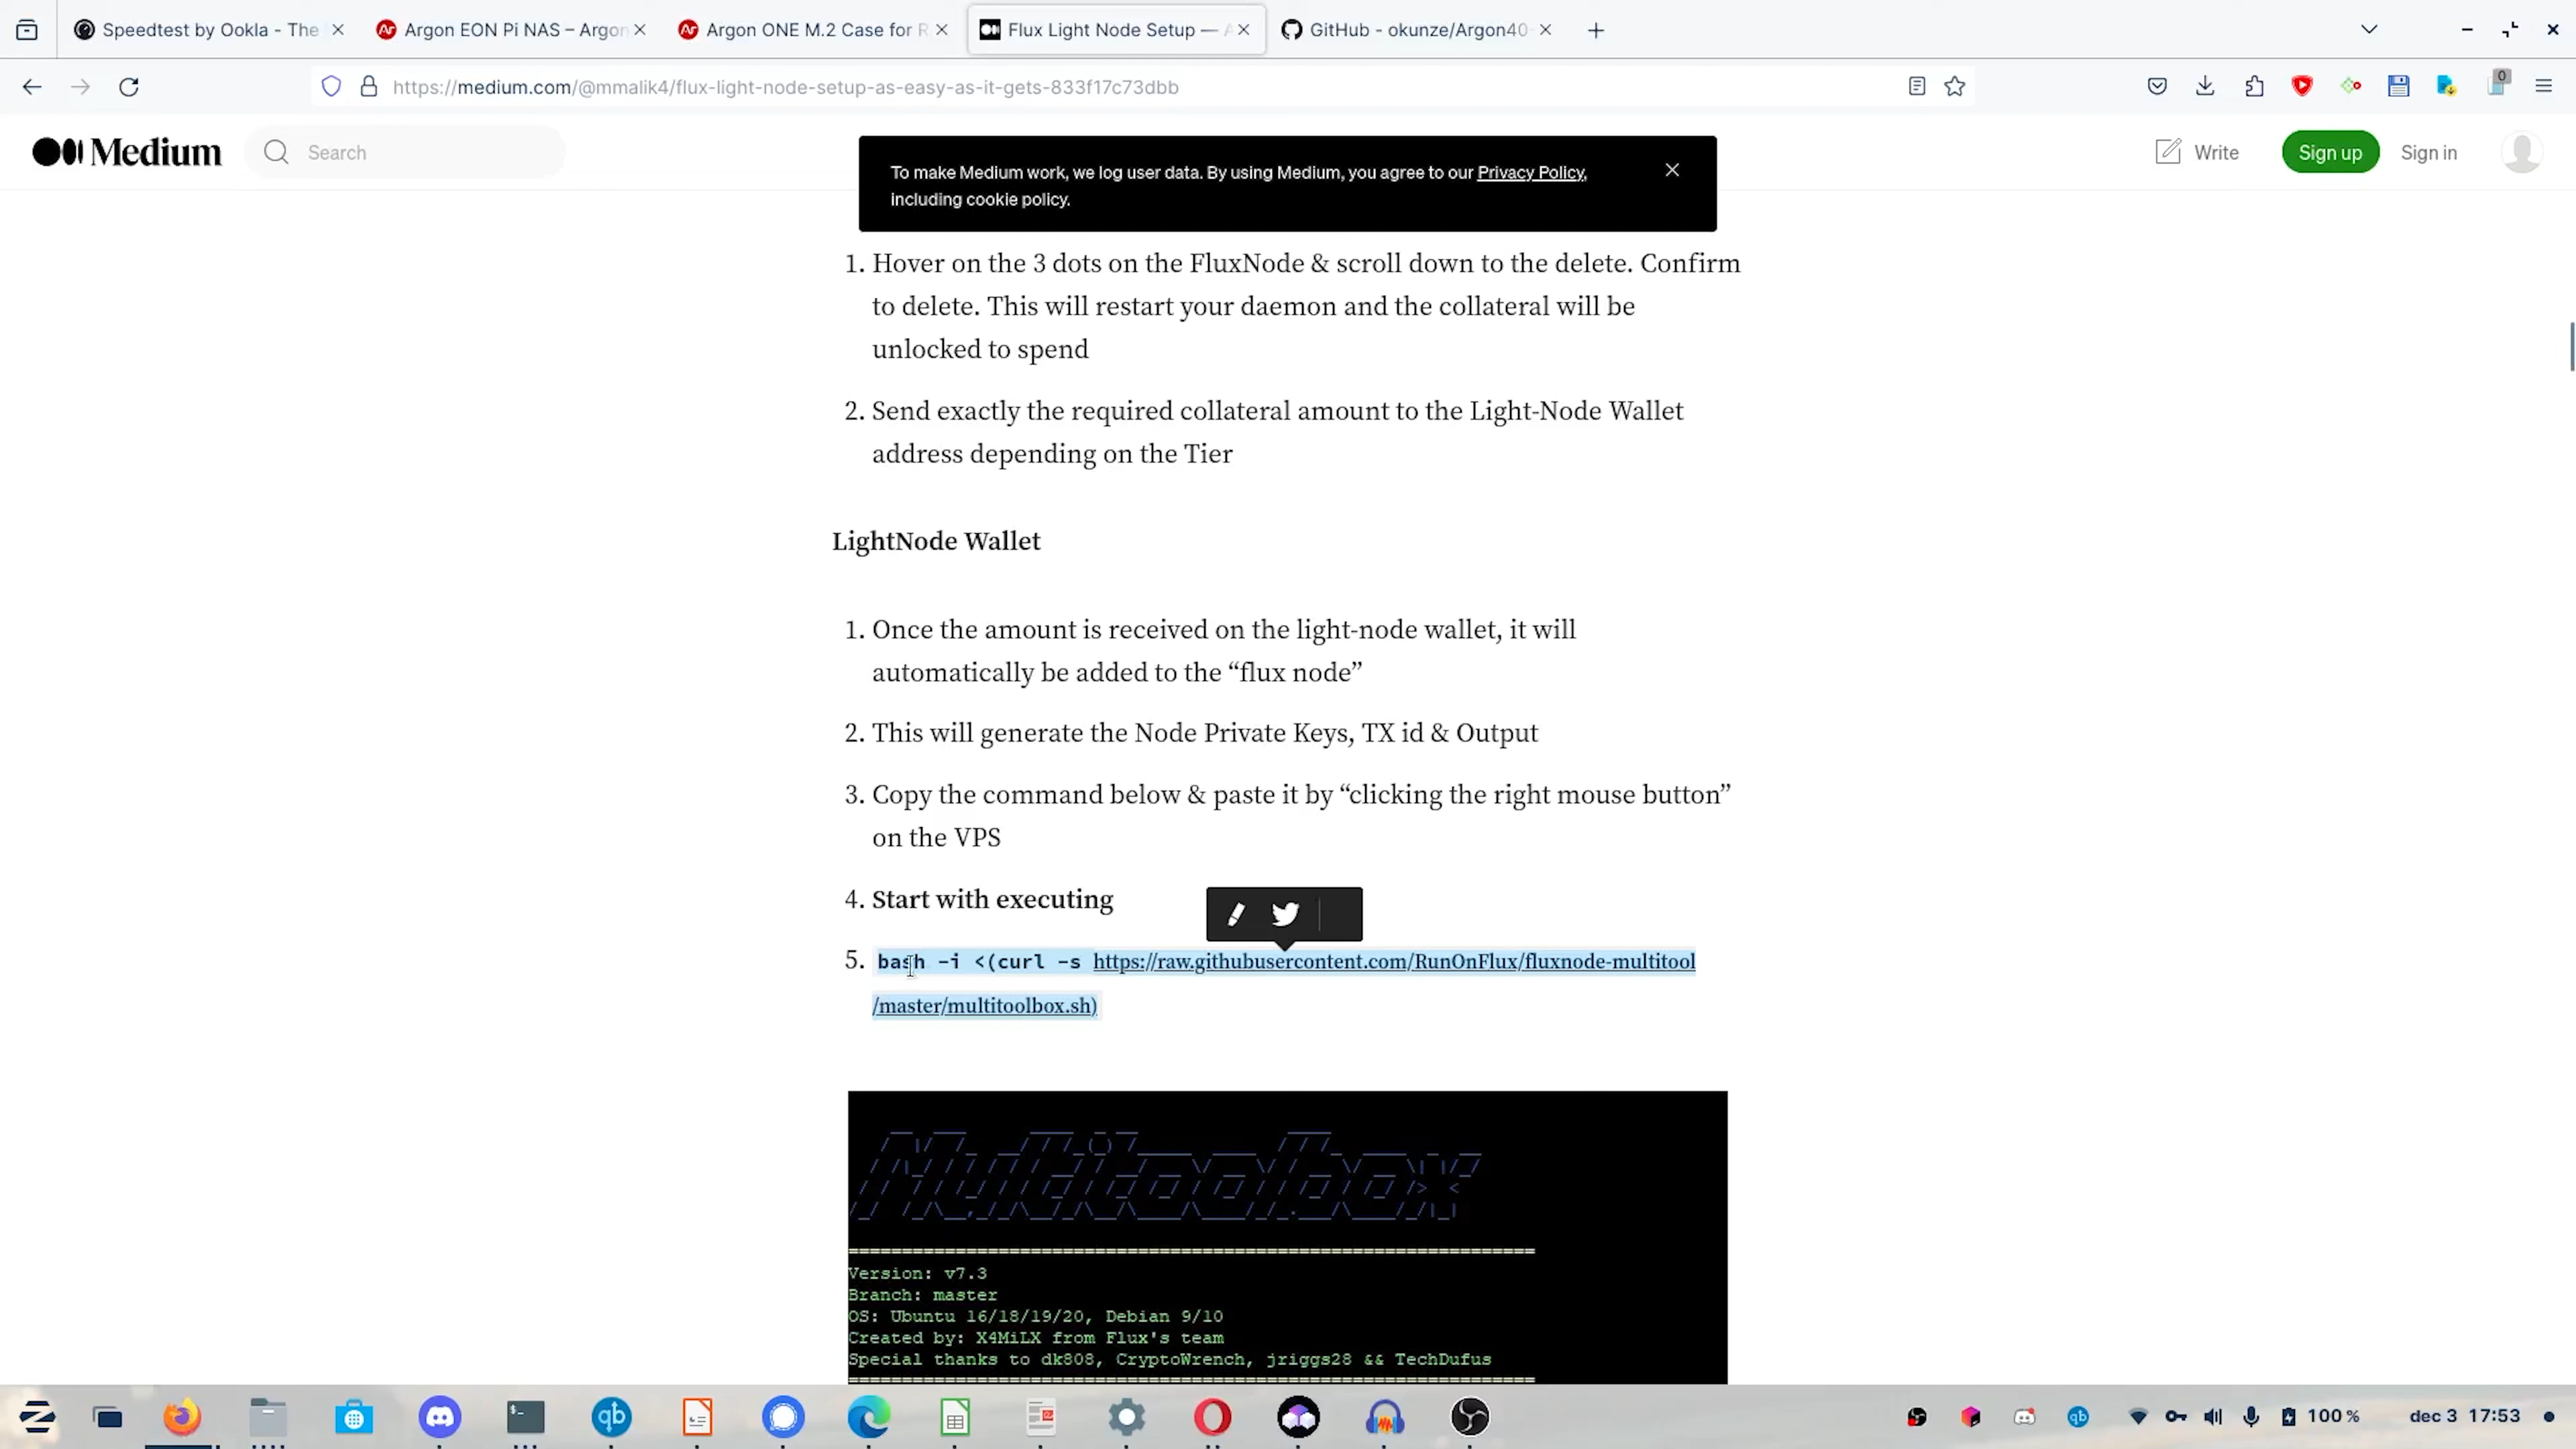 Speedtest by Ookla - The
Argon EON Pi NAS – Argon
Argon ONE M.2 Case for R
Flux Light Node Setup — A
GitHub - okunze/Argon40-
https://medium.com/@mmalik4/flux-light-node-setup-as-easy-as-it-gets-833f17c73dbb
0
Medium
Search
Write
Sign up
Sign in
To make Medium work, we log user data. By using Medium, you agree to our Privacy Policy,
including cookie policy.
1. Hover on the 3 dots on the FluxNode & scroll down to the delete. Confirm
to delete. This will restart your daemon and the collateral will be
unlocked to spend
2. Send exactly the required collateral amount to the Light-Node Wallet
address depending on the Tier
LightNode Wallet
1. Once the amount is received on the light-node wallet, it will
automatically be added to the “flux node”
2. This will generate the Node Private Keys, TX id & Output
3. Copy the command below & paste it by “clicking the right mouse button”
on the VPS
4. Start with executing
5. bash -i <(curl -s https://raw.githubusercontent.com/RunOnFlux/fluxnode-multitool
/master/multitoolbox.sh)
Multitoolbox
Version: v7.3
Branch: master
OS: Ubuntu 16/18/19/20, Debian 9/10
Created by: X4MiLX from Flux's team
Special thanks to dk808, CryptoWrench, jriggs28 && TechDufus
qb
qb
100 %
dec 3 17:53